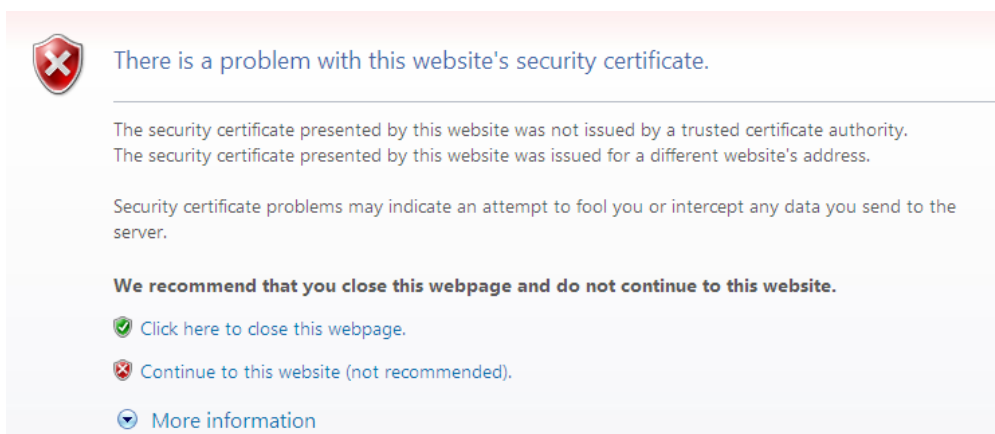 There is a problem with this website's security certificate.
The security certificate presented by this website was not issued by a trusted certificate authority.
The security certificate presented by this website was issued for a different website's address.
Security certificate problems may indicate an attempt to fool you or intercept any data you send to the
server.
We recommend that you close this webpage and do not continue to this website.
Click here to close this webpage.
Continue to this website (not recommended).
More information